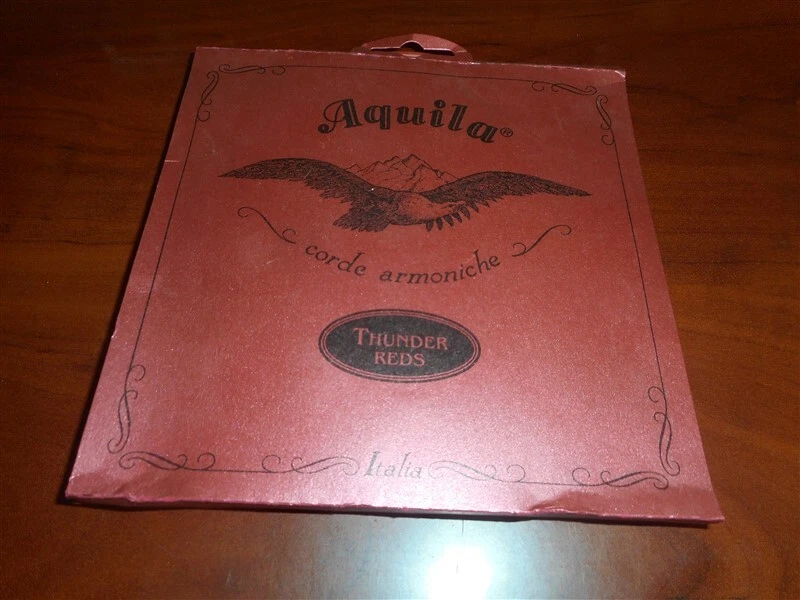 Aquila®
corde armoniche
THUNDER
REDS
Italia